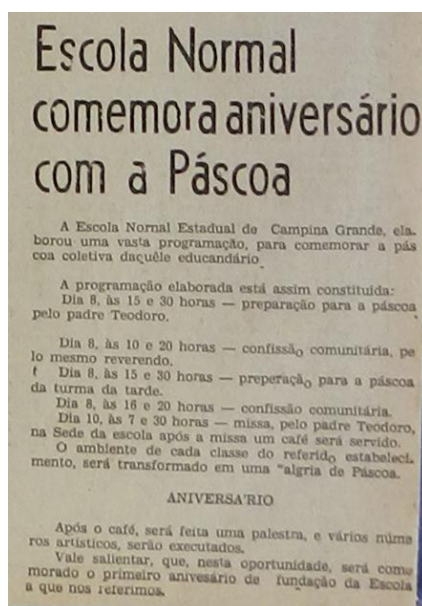 Escola Normal
comemora aniversário
com a Páscoa
A Escola Nornal Estadual de Campina Grande, ela-
borou uma vasta programação, para comemorar a pás
coa coletiva daquêle educandário
A programação elaborada está assim constituida:
Dia 8, às 15 e 30 horas — preparação para a páscoa
pelo padre Teodoro.
Dia 8, às 10 e 20 horas — confissão comunitária, pe
lo mesmo reverendo.
Dia 8, às 15 e 30 horas — preperação para a páscoa
da turma da tarde.
Dia 8, às 16 e 20 horas — confissão comunitária.
Dia 10, às 7 e 30 horas — missa, pelo padre Teodoro,
na Sede da escola após a missa um café será servido.
O ambiente de cada classe do referido estabeleci-
mento, será transformado em uma "algria de Páscoa.
ANIVERSA'RIO
Após o café, será feita uma palestra, e vários núme
ros artísticos, serão executados.
Vale salientar, que, nesta oportunidade, será come
morado o primeiro anivesário de fundação da Escola
a que nos referimos.